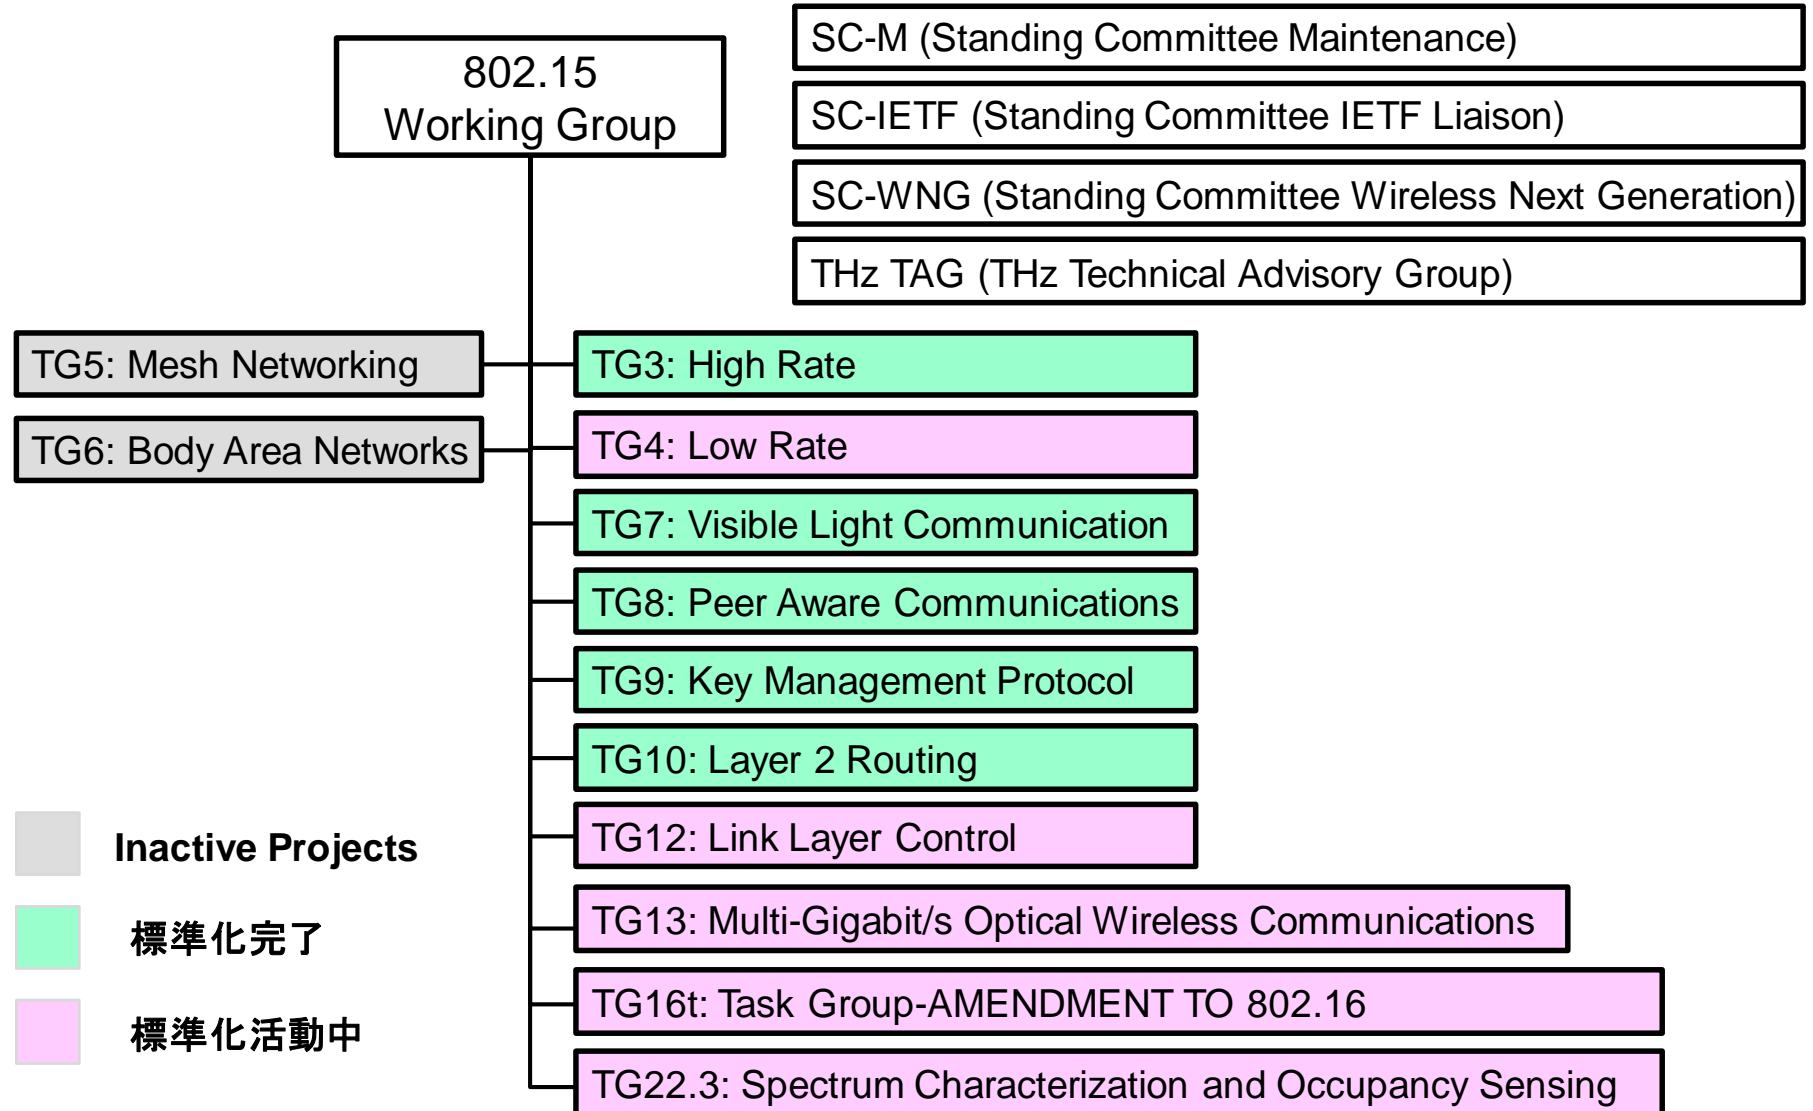 802.15
Working Group
SC-M (Standing Committee Maintenance)
SC-IETF (Standing Committee IETF Liaison)
SC-WNG (Standing Committee Wireless Next Generation)
THz TAG (THz Technical Advisory Group)
TG5: Mesh Networking
TG6: Body Area Networks
TG3: High Rate
TG4: Low Rate
TG7: Visible Light Communication
TG8: Peer Aware Communications
TG9: Key Management Protocol
TG10: Layer 2 Routing
TG12: Link Layer Control
TG13: Multi-Gigabit/s Optical Wireless Communications
TG16t: Task Group-AMENDMENT TO 802.16
TG22.3: Spectrum Characterization and Occupancy Sensing
Inactive Projects
標準化完了
標準化活動中